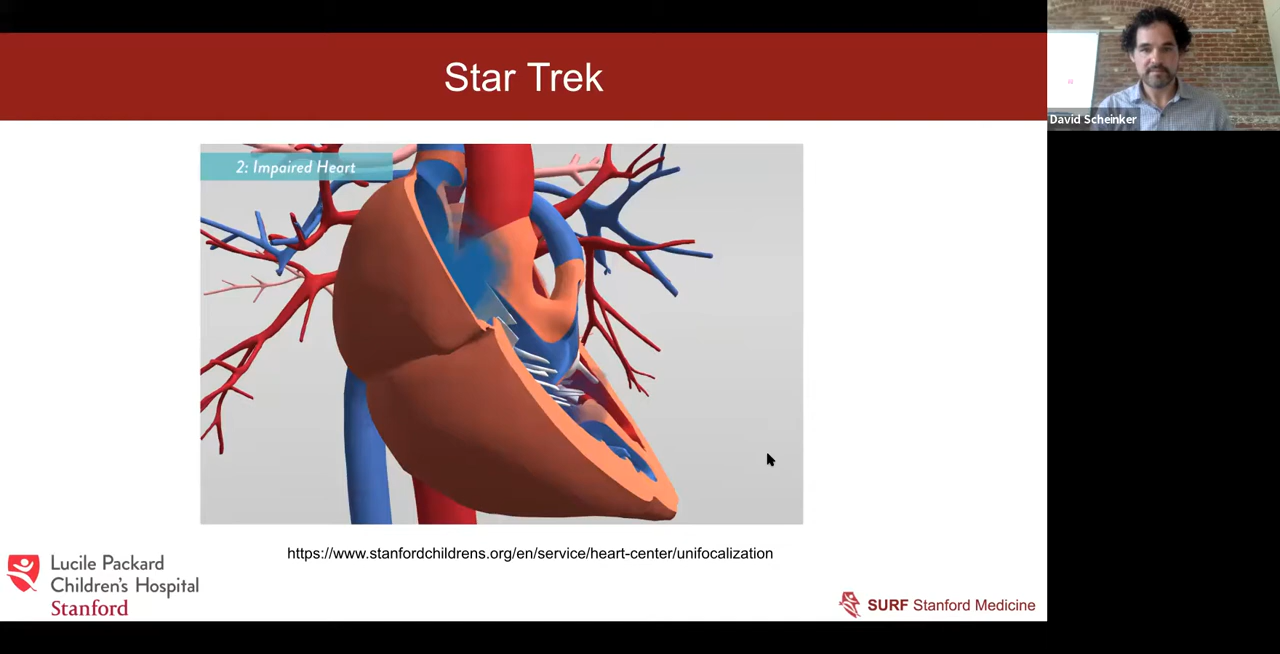 Star Trek
David Scheinker
2: Impaired Heart
https://www.stanfordchildrens.org/en/service/heart-center/unifocalization
Lucile Packard
Children's Hospital
Stanford
SURF Stanford Medicine